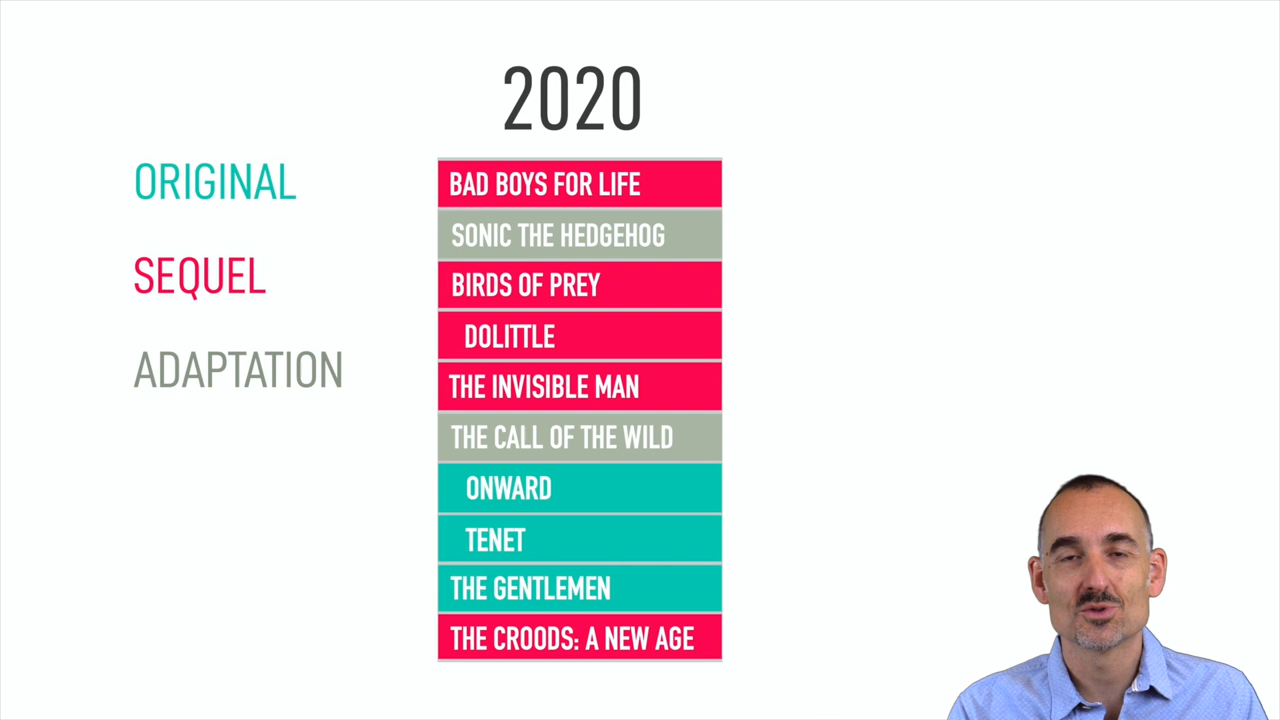 2020
ORIGINAL
SEQUEL
ADAPTATION
BAD BOYS FOR LIFE
SONIC THE HEDGEHOG
BIRDS OF PREY
DOLITTLE
THE INVISIBLE MAN
THE CALL OF THE WILD
ONWARD
TENET
THE GENTLEMEN
THE CROODS: A NEW AGE